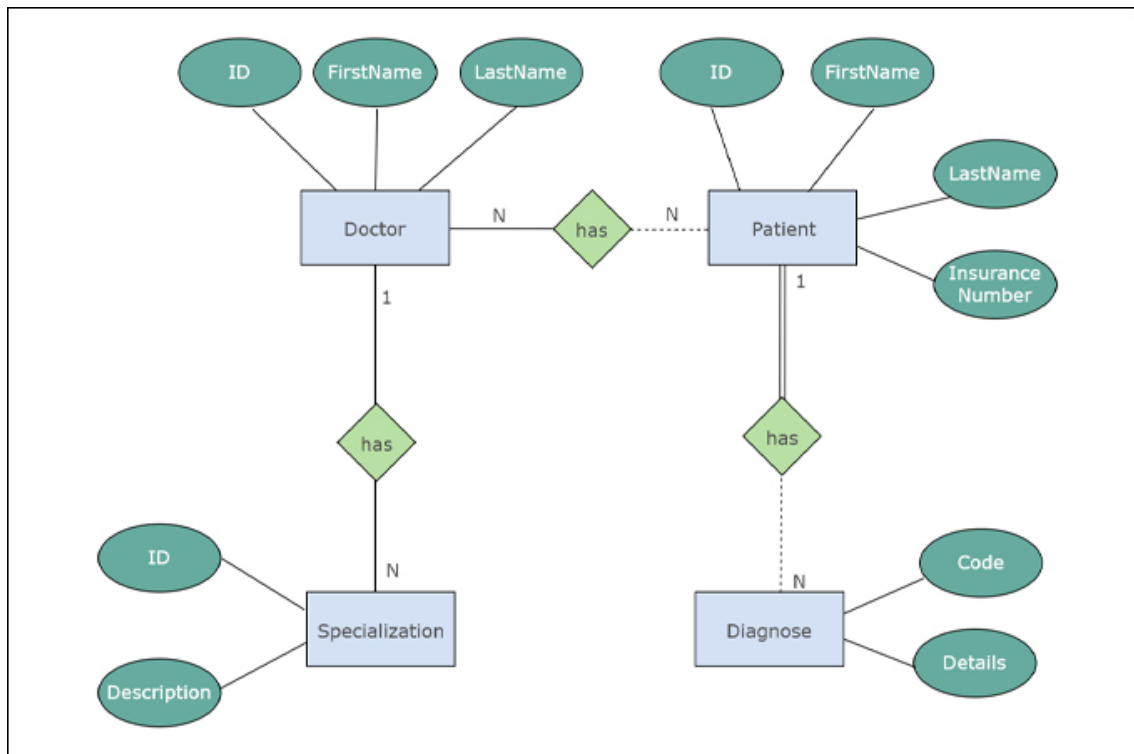 ID
FirstName
LastName
ID
FirstName
LastName
Insurance
Number
Doctor
N
has
N
Patient
1
1
has
has
N
N
ID
Description
Specialization
Diagnose
Code
Details